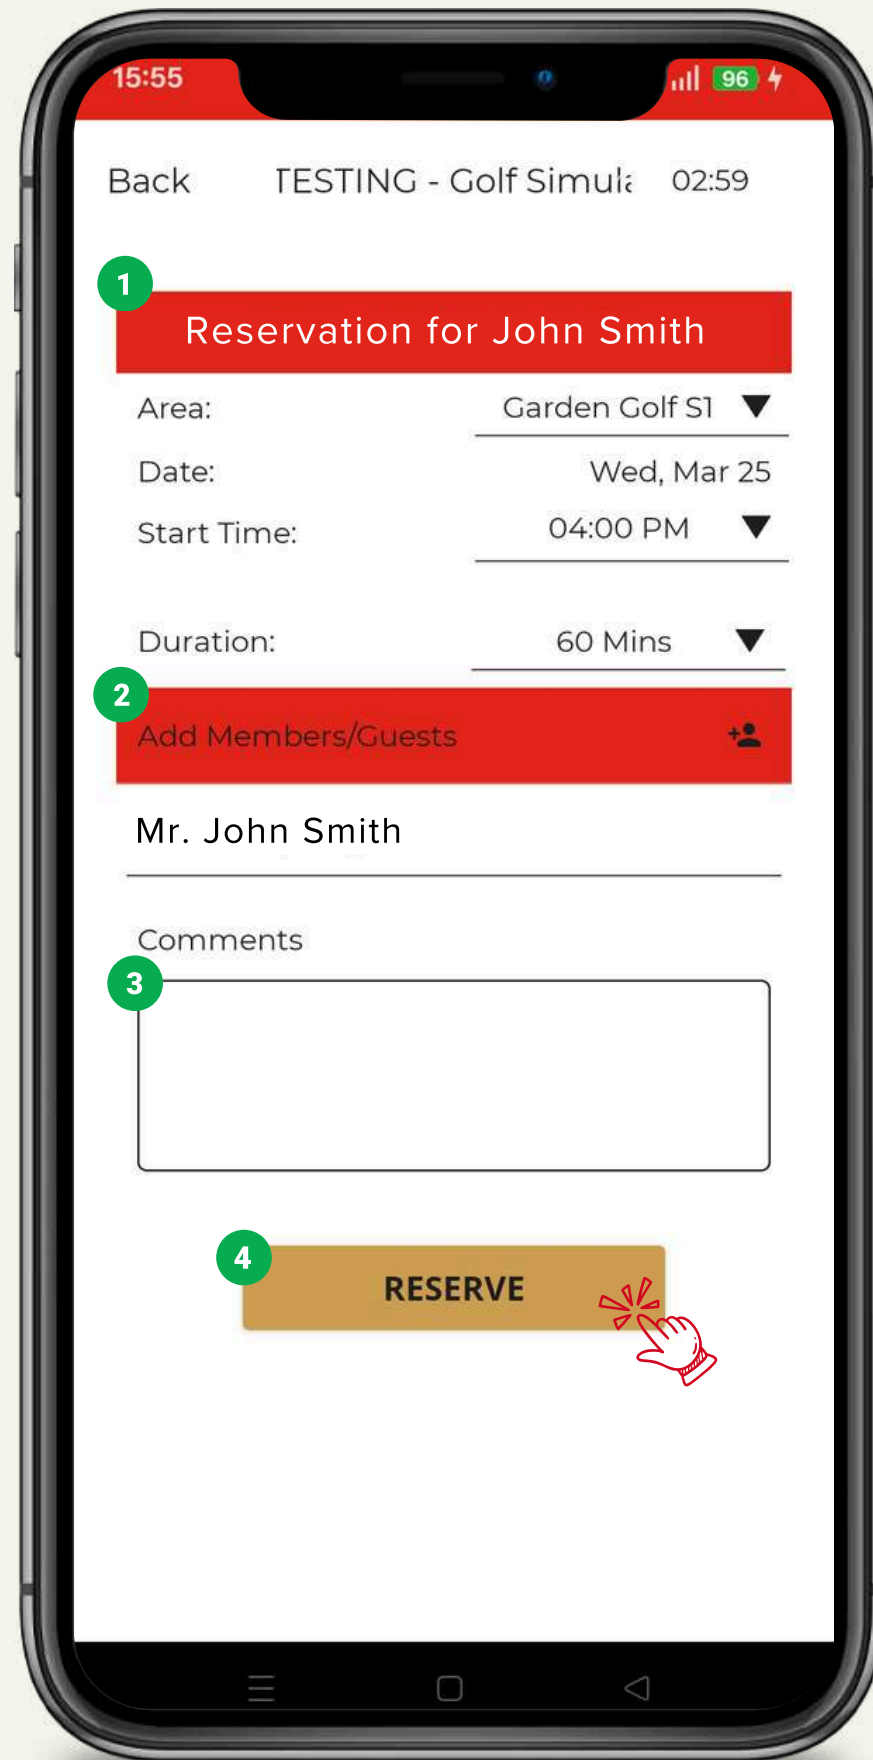 15:55 96
Back TESTING - Golf Simula 02:59
1
Reservation for John Smith
Area: Garden Golf S1
Date: Wed, Mar 25
Start Time: 04:00 PM
Duration: 60 Mins
2
Add Members/Guests
Mr. John Smith
Comments
3
4
RESERVE